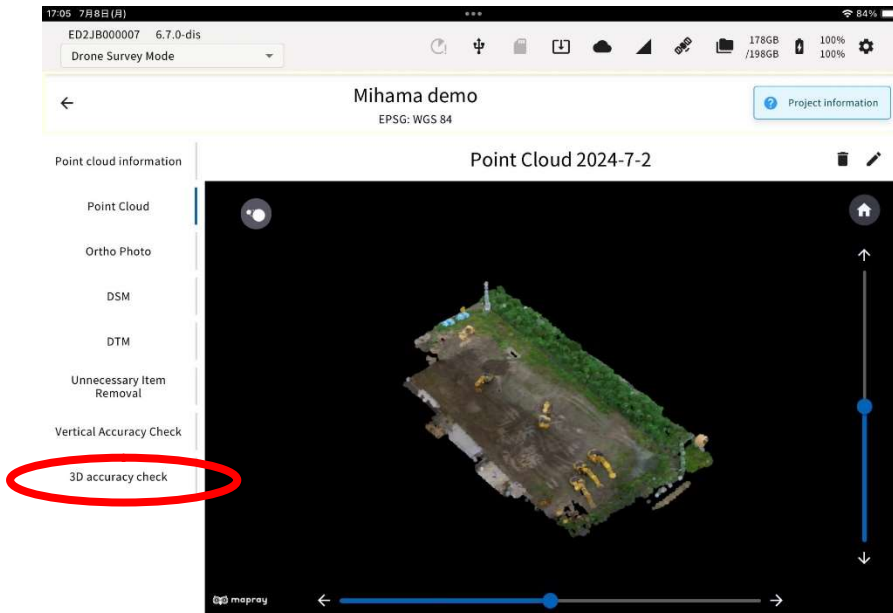 17:05 7月8日(月)
84%
ED2JB000007 6.7.0-dis
Drone Survey Mode
178GB
/198GB
100%
100%
Mihama demo
EPSG: WGS 84
Project information
Point cloud information
Point Cloud 2024-7-2
Point Cloud
Ortho Photo
DSM
DTM
Unnecessary Item
Removal
Vertical Accuracy Check
3D accuracy check
mapray